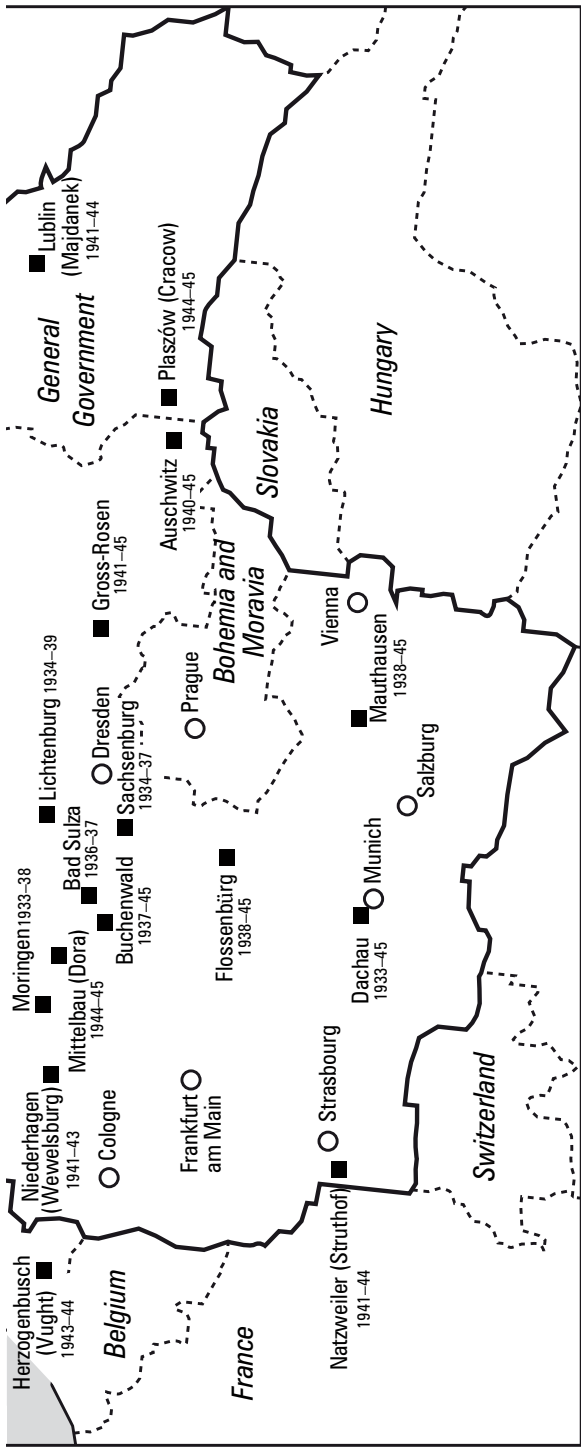 Herzogenbusch
(Vught)
1943–44
Niederhagen
(Wewelsburg)
1941–43
Moringen 1933–38
Mittelbau (Dora)
1944–45
Bad Sulza
1936–37
Buchenwald
1937–45
Lichtenburg 1934–39
Dresden
Sachsenburg
1934–37
Gross-Rosen
1941–45
General
Government
Lublin
(Majdanek)
1941–44
Belgium
Cologne
Frankfurt
am Main
Flossenbürg
1938–45
Prague
Bohemia and
Moravia
Auschwitz
1940–45
Plaszów (Cracow)
1944–45
France
Natzweiler (Struthof)
1941–44
Strasbourg
Dachau
1933–45
Munich
Salzburg
Mauthausen
1938–45
Vienna
Slovakia
Hungary
Switzerland